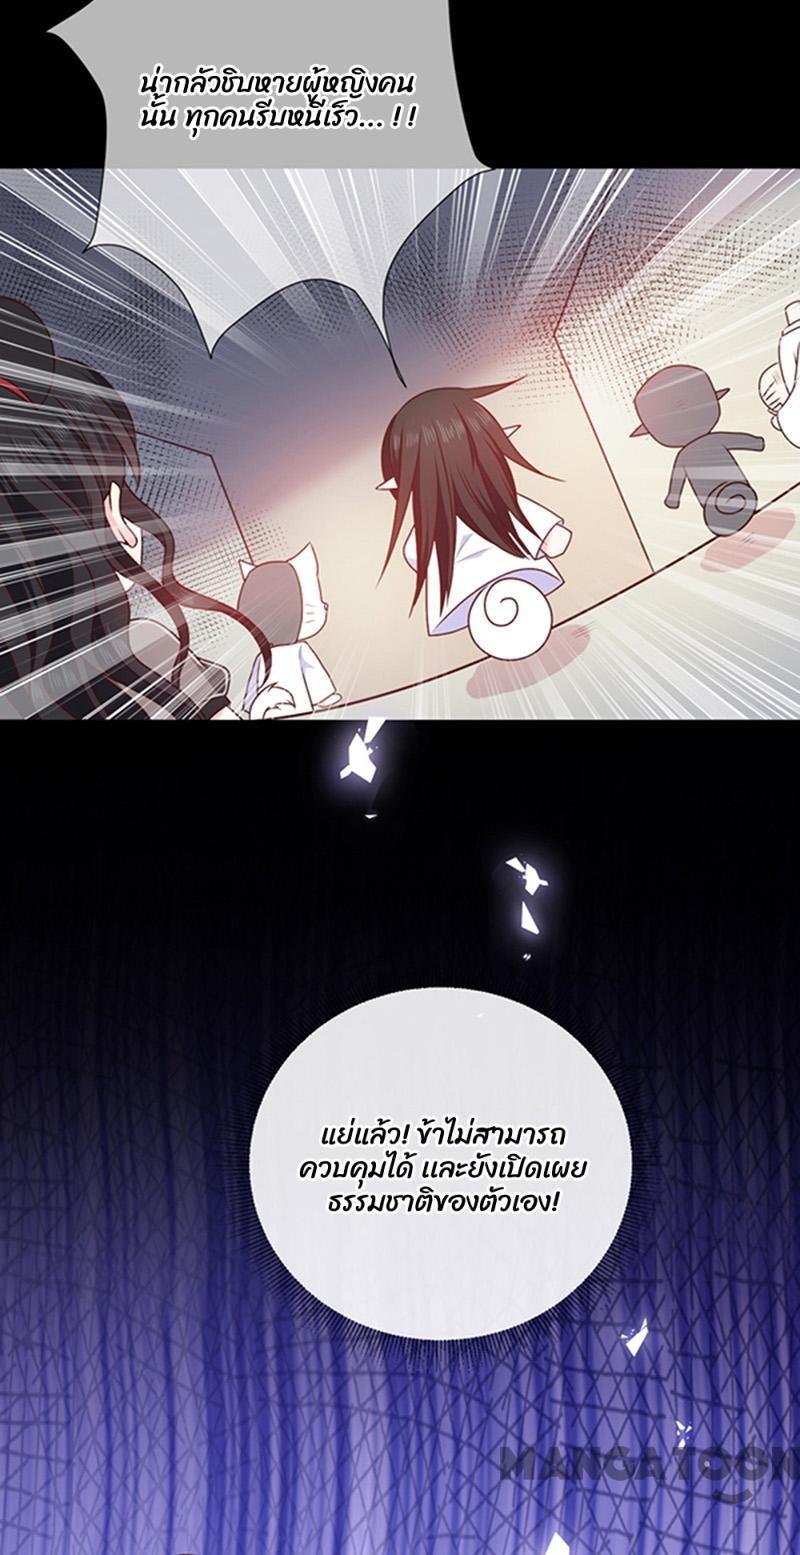 น่ากลัวชิบหายผู้หญิงคน
นั้น ทุกคนรีบหนีเร็ว... ! !
แย่แล้ว! ข้าไม่สามารถ
ควบคุมได้ และยังเปิดเผย
ธรรมชาติของตัวเอง!
MANGA TOON